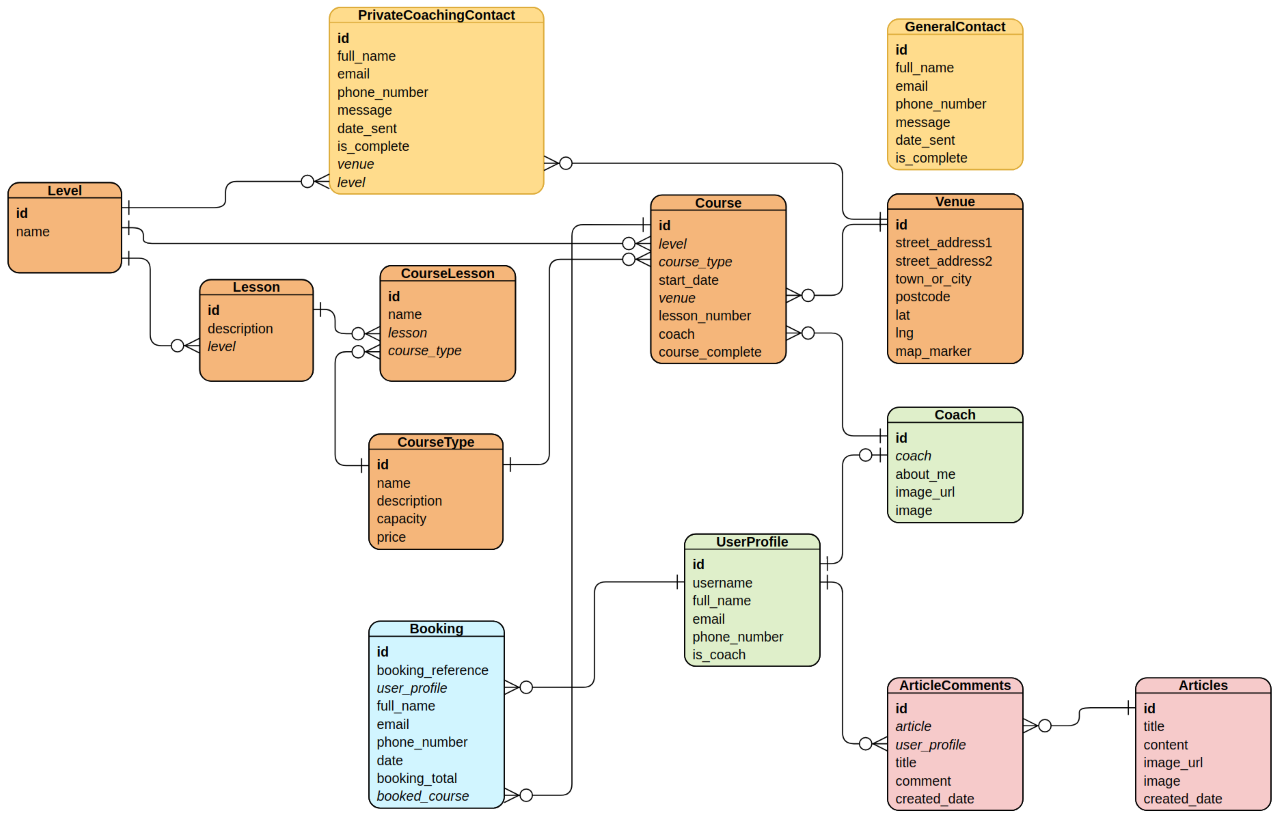 PrivateCoachingContact
id
full_name
email
phone_number
message
date_sent
is_complete
venue
level
GeneralContact
id
full_name
email
phone_number
message
date_sent
is_complete
Level
id
name
Course
id
level
course_type
start_date
venue
lesson_number
coach
course_complete
Venue
id
street_address1
street_address2
town_or_city
postcode
lat
lng
map_marker
Lesson
id
description
level
CourseLesson
id
name
lesson
course_type
CourseType
id
name
description
capacity
price
Coach
id
coach
about_me
image_url
image
UserProfile
id
username
full_name
email
phone_number
is_coach
Booking
id
booking_reference
user_profile
full_name
email
phone_number
date
booking_total
booked_course
ArticleComments
id
article
user_profile
title
comment
created_date
Articles
id
title
content
image_url
image
created_date